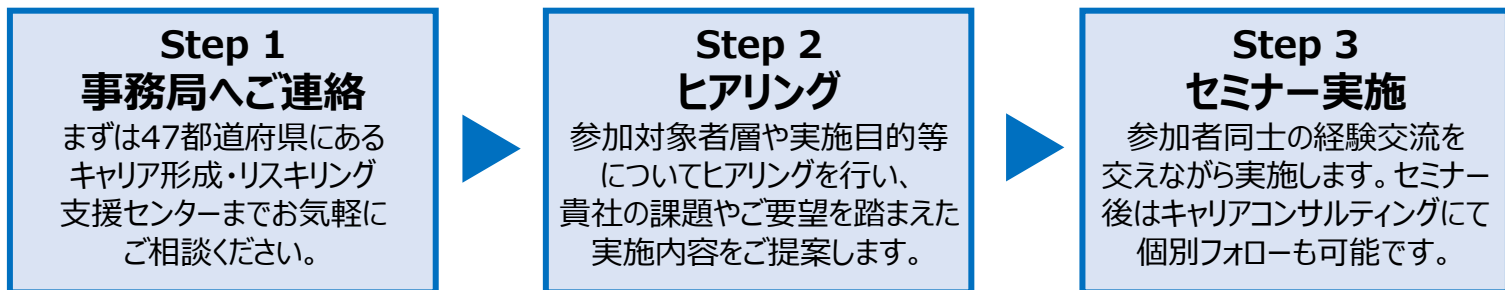 Step 1
事務局へご連絡
まずは47都道府県にある
キャリア形成・リスキリング
支援センターまでお気軽に
ご相談ください。
Step 2
ヒアリング
参加対象者層や実施目的等
についてヒアリングを行い、
貴社の課題やご要望を踏まえた
実施内容をご提案します。
Step 3
セミナー実施
参加者同士の経験交流を
交えながら実施します。セミナー
後はキャリアコンサルティングにて
個別フォローも可能です。